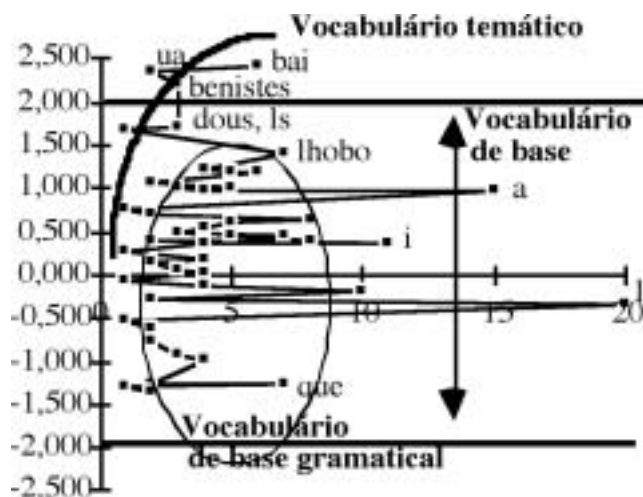 Vocabulário temático
2,500
ua
bai
benistes
2,000
dous, ls
Vocabulário
de base
1,500
lhobo
1,000
a
0,500
i
0,000
0
5
10
15
20
l
-0,500
-1,000
que
-1,500
Vocabulário
de base gramatical
-2,000
-2,500